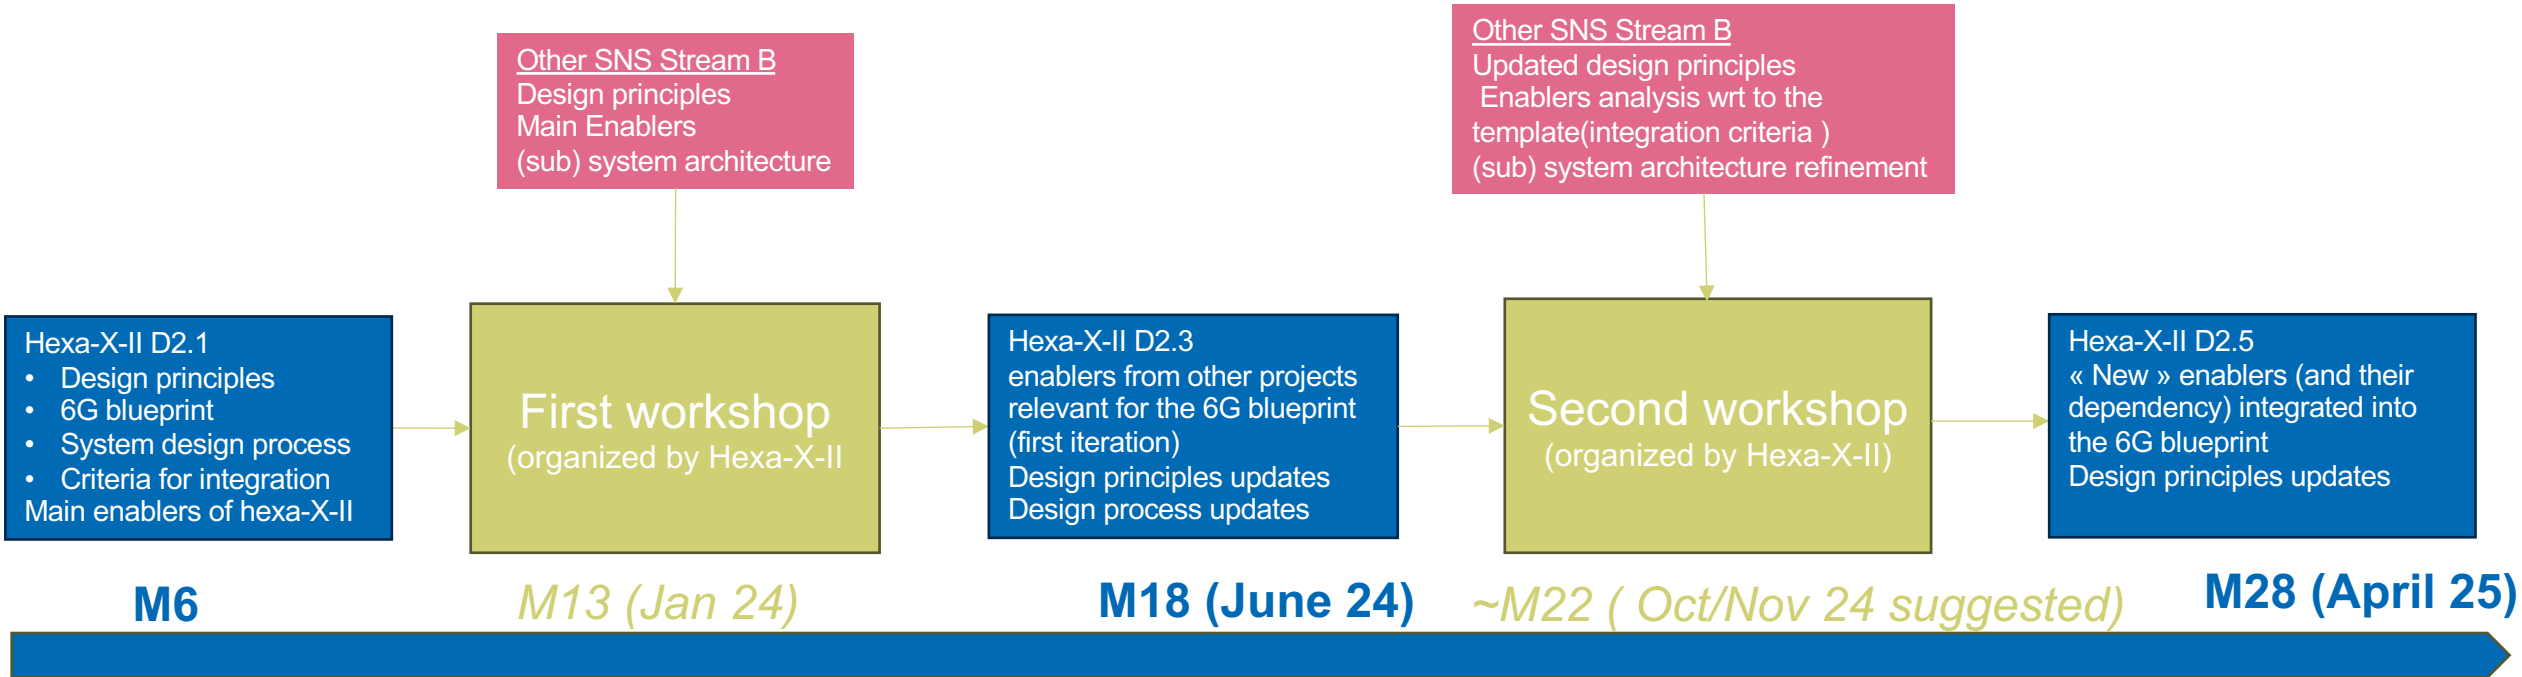 Other SNS Stream B
Design principles
Main Enablers
(sub) system architecture
Other SNS Stream B
Updated design principles
Enablers analysis wrt to the
template(integration criteria )
(sub) system architecture refinement
Hexa-X-II D2.1
• Design principles
• 6G blueprint
• System design process
• Criteria for integration
Main enablers of hexa-X-II
First workshop
(organized by Hexa-X-II
Hexa-X-II D2.3
enablers from other projects
relevant for the 6G blueprint
(first iteration)
Design principles updates
Design process updates
Second workshop
(organized by Hexa-X-II)
Hexa-X-II D2.5
« New » enablers (and their
dependency) integrated into
the 6G blueprint
Design principles updates
M6
M13 (Jan 24)
M18 (June 24)
~M22 ( Oct/Nov 24 suggested)
M28 (April 25)